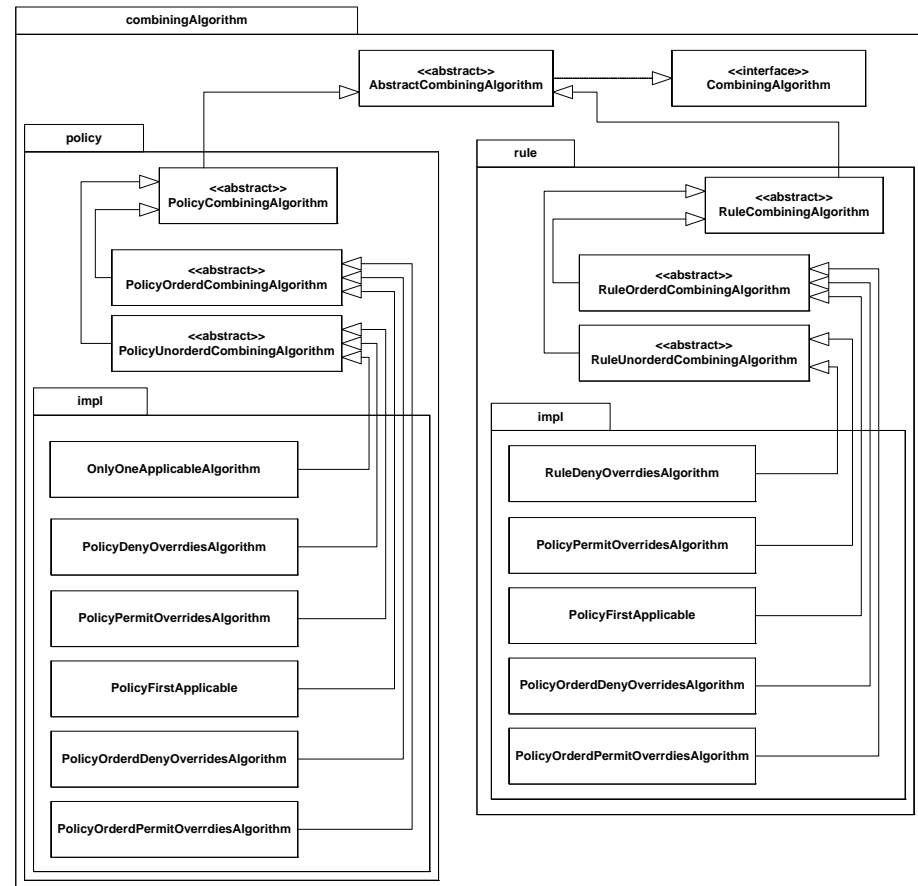 combiningAlgorithm
<<abstract>>
AbstractCombiningAlgorithm
<<interface>>
CombiningAlgorithm
policy
<<abstract>>
PolicyCombiningAlgorithm
<<abstract>>
PolicyOrderdCombiningAlgorithm
<<abstract>>
PolicyUnorderdCombiningAlgorithm
impl
OnlyOneApplicableAlgorithm
PolicyDenyOverrdiesAlgorithm
PolicyPermitOverridesAlgorithm
PolicyFirstApplicable
PolicyOrderdDenyOverridesAlgorithm
PolicyOrderdPermitOverrdiesAlgorithm
rule
<<abstract>>
RuleCombiningAlgorithm
<<abstract>>
RuleOrderdCombiningAlgorithm
<<abstract>>
RuleUnorderdCombiningAlgorithm
impl
RuleDenyOverrdiesAlgorithm
PolicyPermitOverridesAlgorithm
PolicyFirstApplicable
PolicyOrderdDenyOverridesAlgorithm
PolicyOrderdPermitOverrdiesAlgorithm